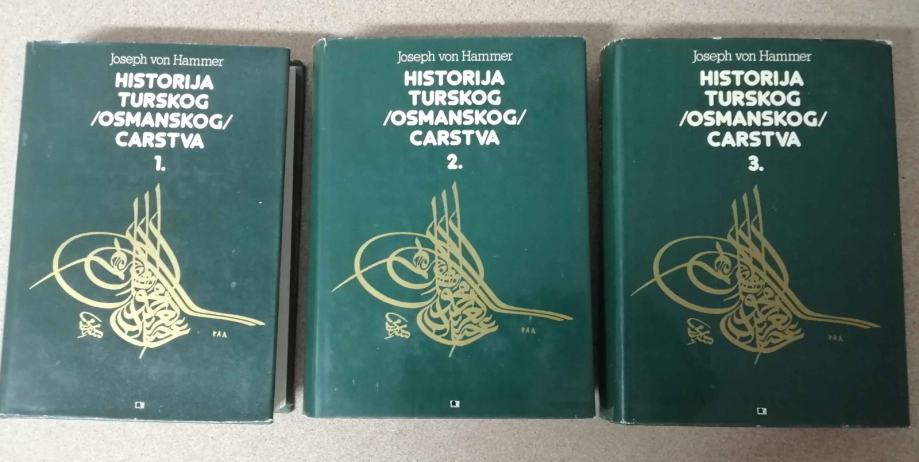 Joseph von Hammer
HISTORIJA
TURSKOG
/OSMANSKOG/
CARSTVA
1.
Joseph von Hammer
HISTORIJA
TURSKOG
/OSMANSKOG/
CARSTVA
2.
Joseph von Hammer
HISTORIJA
TURSKOG
/OSMANSKOG/
CARSTVA
3.